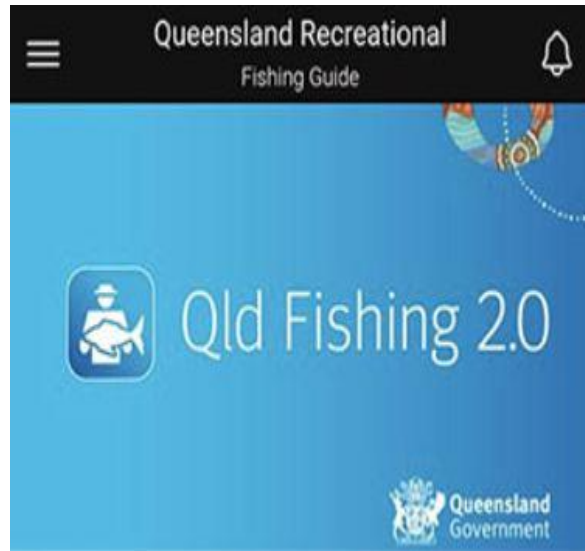 Queensland Recreational
Fishing Guide
Qld Fishing 2.0
Queensland
Government